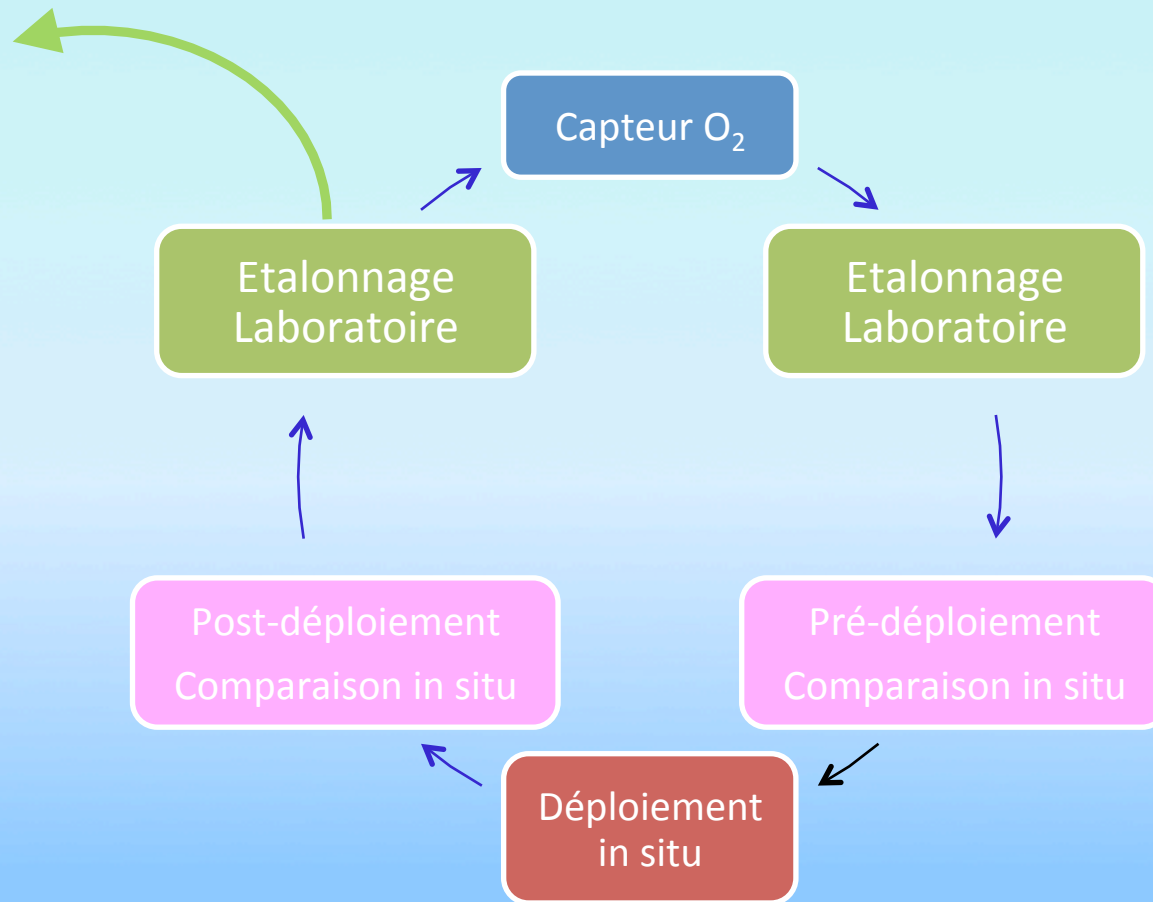 Capteur O₂
Etalonnage
Laboratoire
Etalonnage
Laboratoire
Post-déploiement
Comparaison in situ
Pré-déploiement
Comparaison in situ
Déploiement
in situ